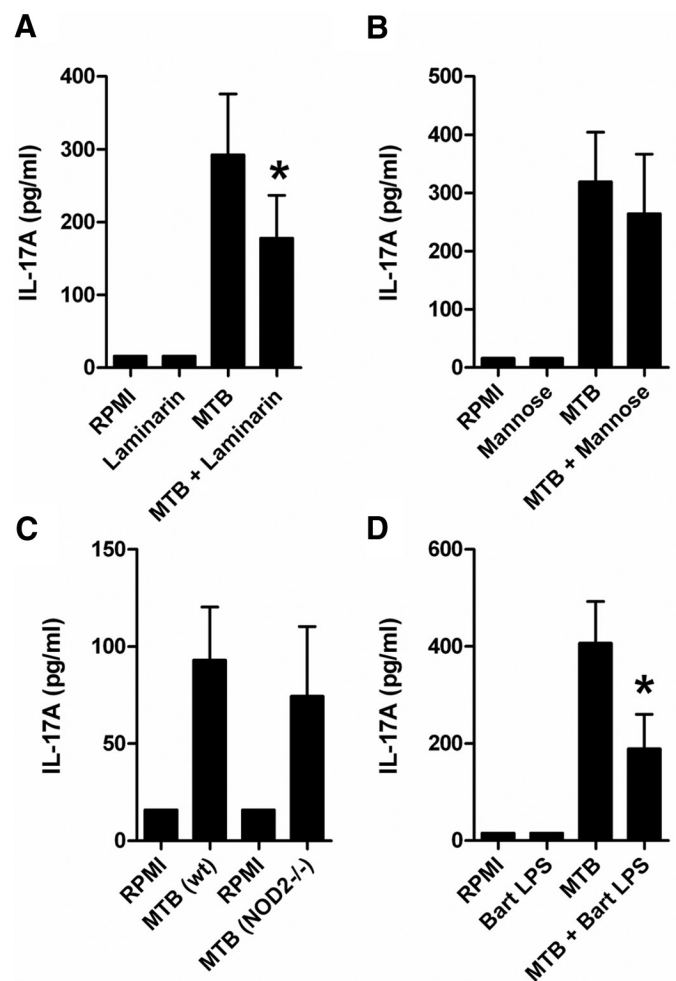 A
IL-17A (pg/ml)
400
300
200
100
0
*
RPMI
Laminarin
MTB
MTB + Laminarin
B
IL-17A (pg/ml)
500
400
300
200
100
0
RPMI
Mannose
MTB
MTB + Mannose
C
IL-17A (pg/ml)
150
100
50
0
RPMI
MTB (wt)
RPMI
MTB (NOD2-/-)
D
IL-17A (pg/ml)
600
400
200
0
*
RPMI
Bart LPS
MTB
MTB + Bart LPS